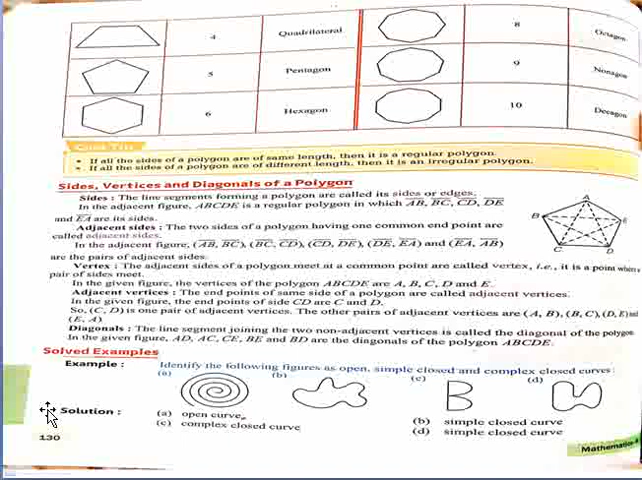 4 Quadrilateral 8 Octagon
5 Pentagon 9 Nonagon
6 Hexagon 10 Decagon
• If all the sides of a polygon are of same length, then it is a regular polygon.
• If all the sides of a polygon are of different length, then it is an irregular polygon.
Sides, Vertices and Diagonals of a Polygon
Sides : The line segments forming a polygon are called its sides or edges.
In the adjacent figure, ABCDE is a regular polygon in which AB, BC, CD, DE
and EA are its sides.
Adjacent sides : The two sides of a polygon having one common end point are
called adjacent sides.
In the adjacent figure, (AB, BC), (BC, CD), (CD, DE), (DE, EA) and (EA, AB)
are the pairs of adjacent sides.
A
B
E
C
D
Vertex : The adjacent sides of a polygon meet at a common point are called vertex, i.e., it is a point where
pair of sides meet.
In the given figure, the vertices of the polygon ABCDE are A, B, C, D and E.
Adjacent vertices : The end points of same side of a polygon are called adjacent vertices.
In the given figure, the end points of side CD are C and D.
So, (C, D) is one pair of adjacent vertices. The other pairs of adjacent vertices are (A, B), (B, C), (D, E) and
(E, A)
Diagonals : The line segment joining the two non-adjacent vertices is called the diagonal of the polygon.
In the given figure, AD, AC, CE, BE and BD are the diagonals of the polygon ABCDE.
Solved Examples
Example : Identify the following figures as open, simple closed and complex closed curves :
(a) (b) (c) (d)
Solution : (a) open curve. (b) simple closed curve
(c) complex closed curve (d) simple closed curve
130
Mathematics-4